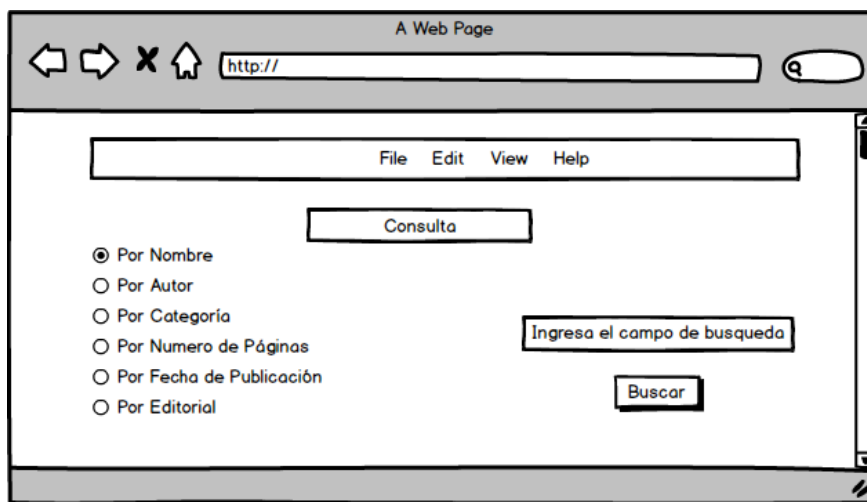 A Web Page
http://
File Edit View Help
Consulta
Por Nombre
Por Autor
Por Categoría
Por Numero de Páginas
Por Fecha de Publicación
Por Editorial
Ingresa el campo de busqueda
Buscar